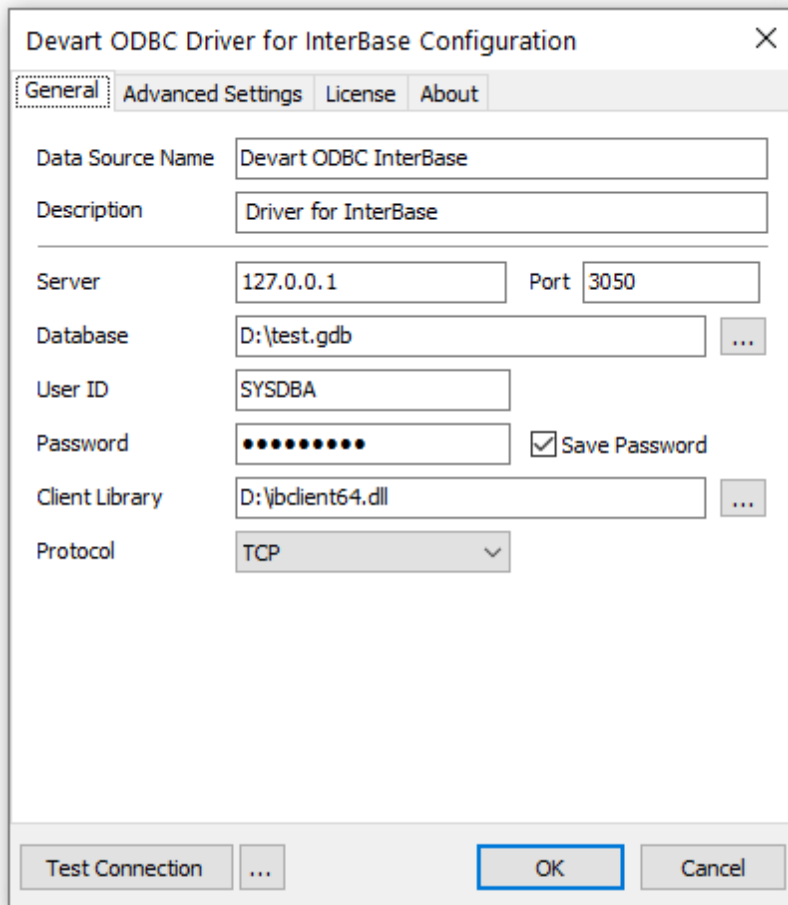 Devart ODBC Driver for InterBase Configuration
General Advanced Settings License About
Data Source Name Devart ODBC InterBase
Description Driver for InterBase
Server 127.0.0.1 Port 3050
Database D:\test.gdb ...
User ID SYSDBA
Password ●●●●●●●●● Save Password
Client Library D:\ibclient64.dll ...
Protocol TCP
Test Connection ... OK Cancel